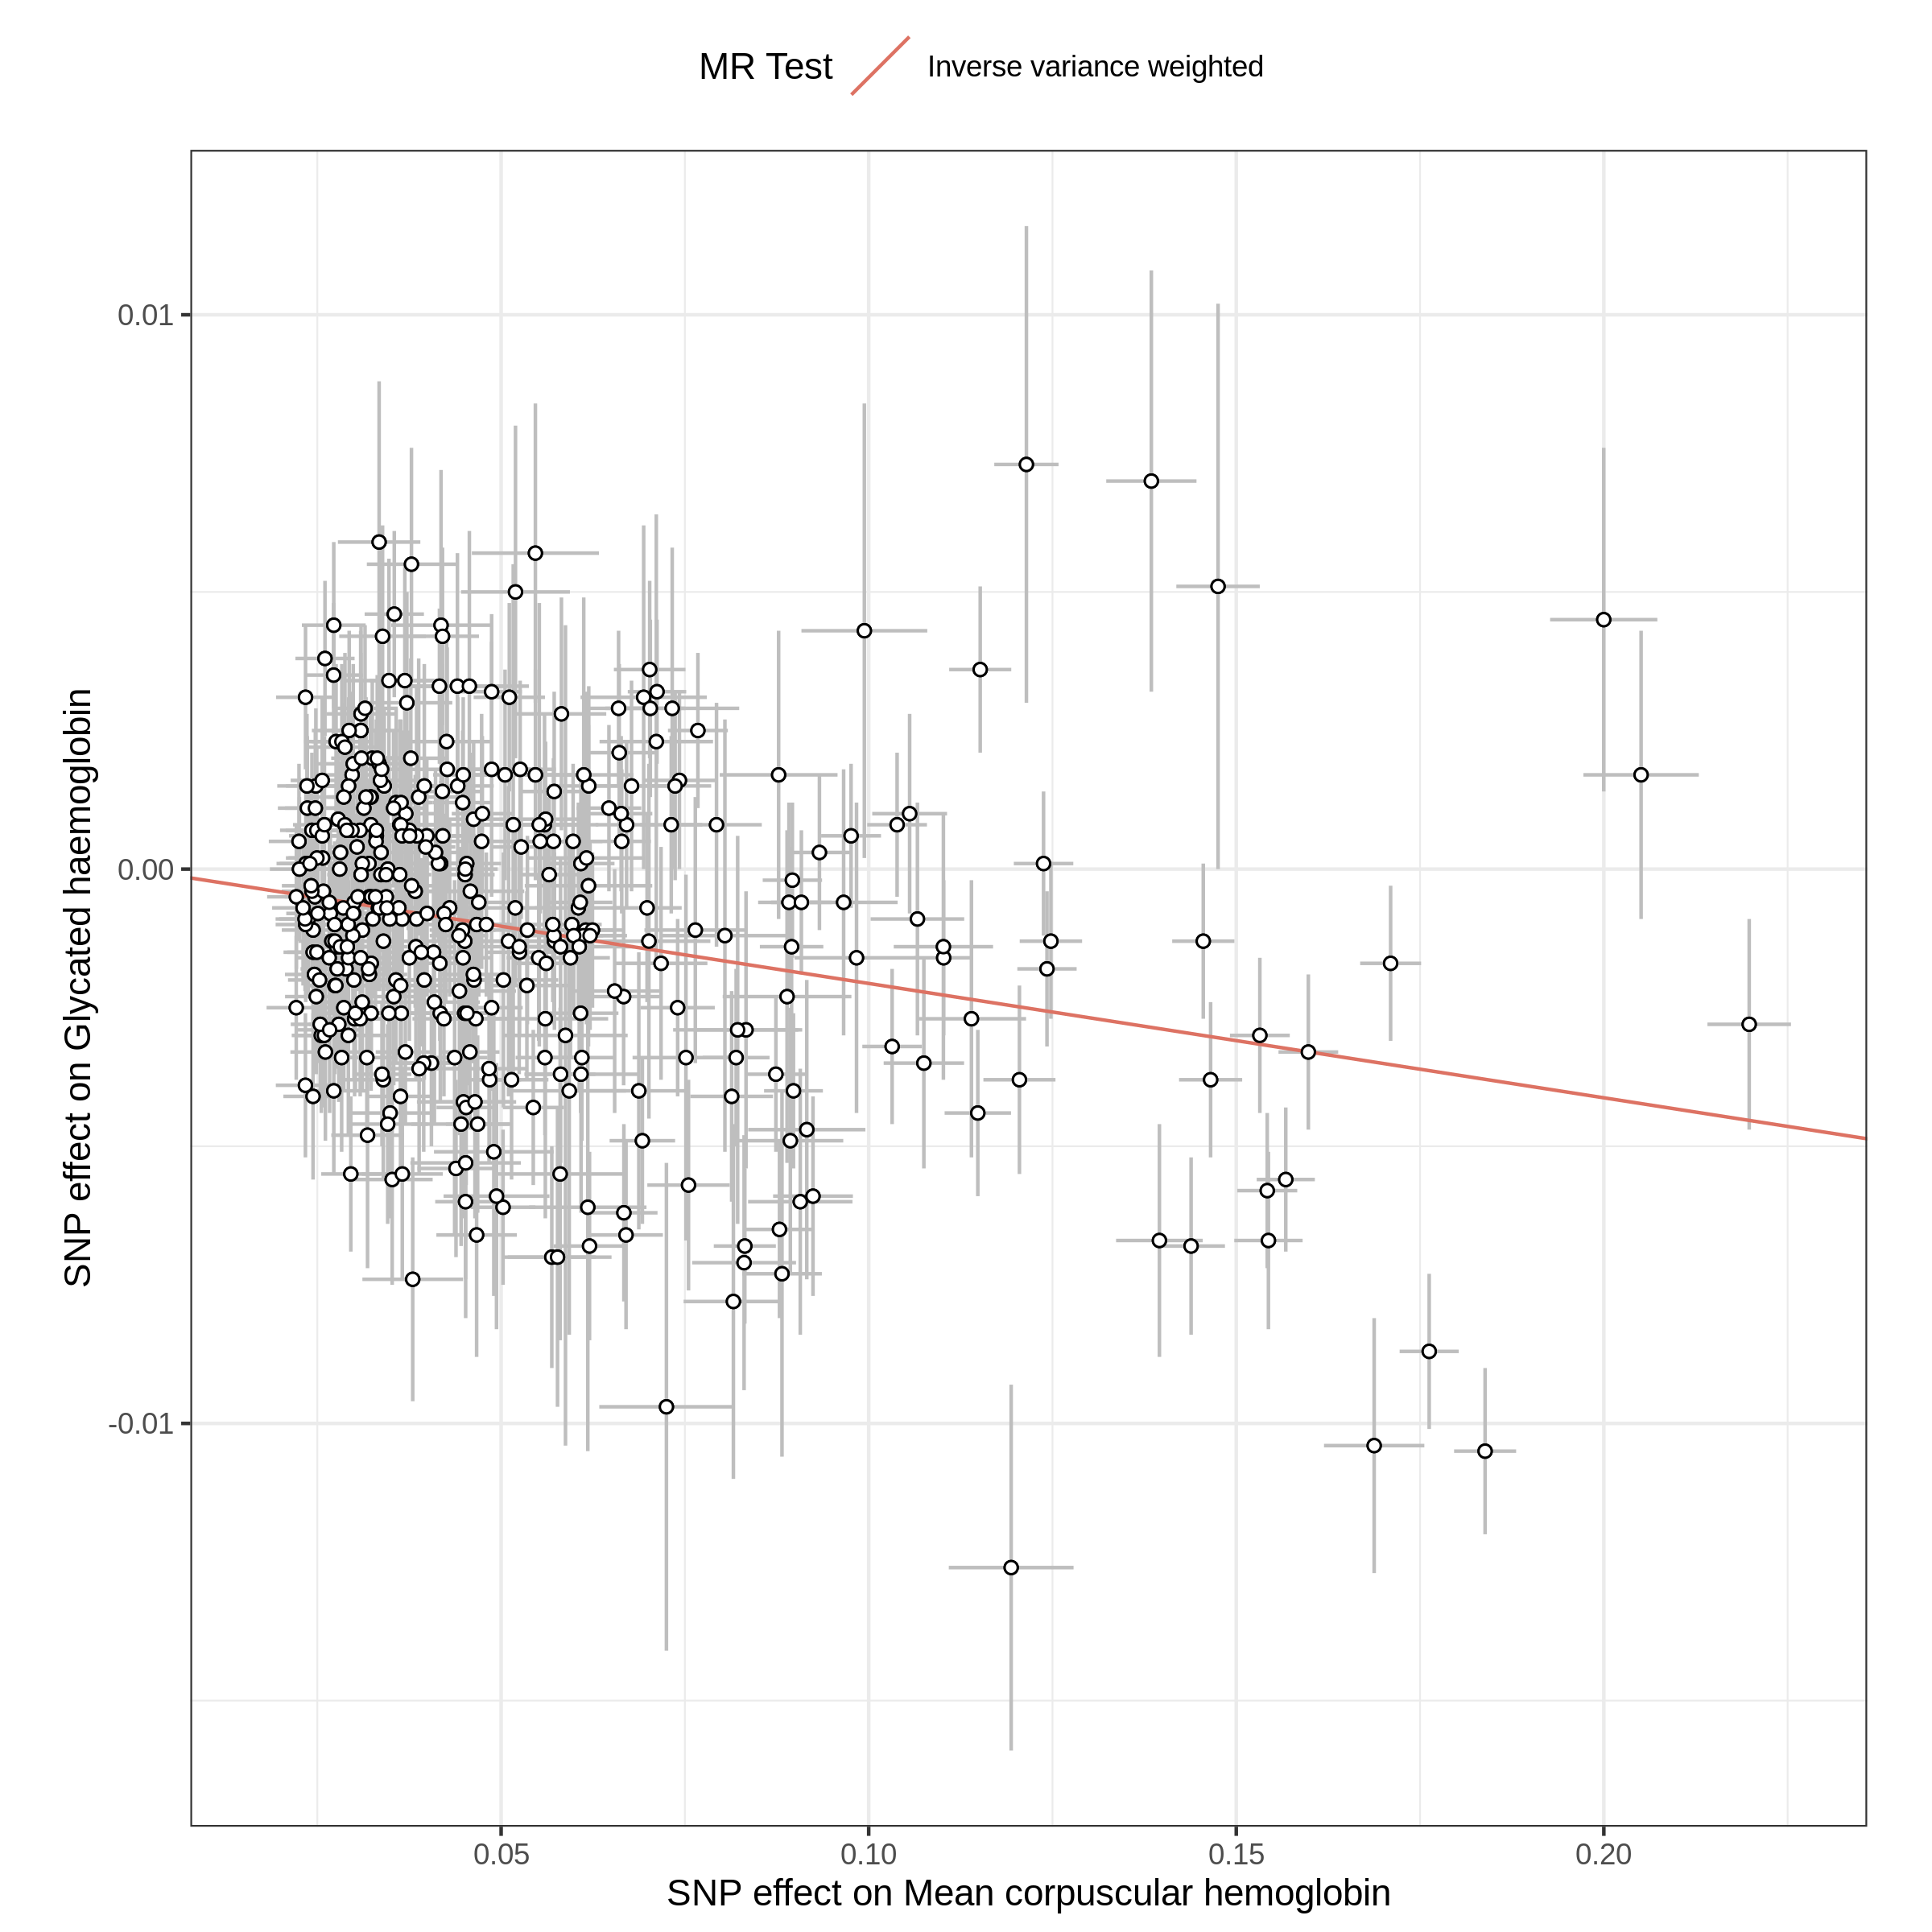 MR Test Inverse variance weighted
SNP effect on Glycated haemoglobin
0.01
0.00
-0.01
0.05 0.10 0.15 0.20
SNP effect on Mean corpuscular hemoglobin